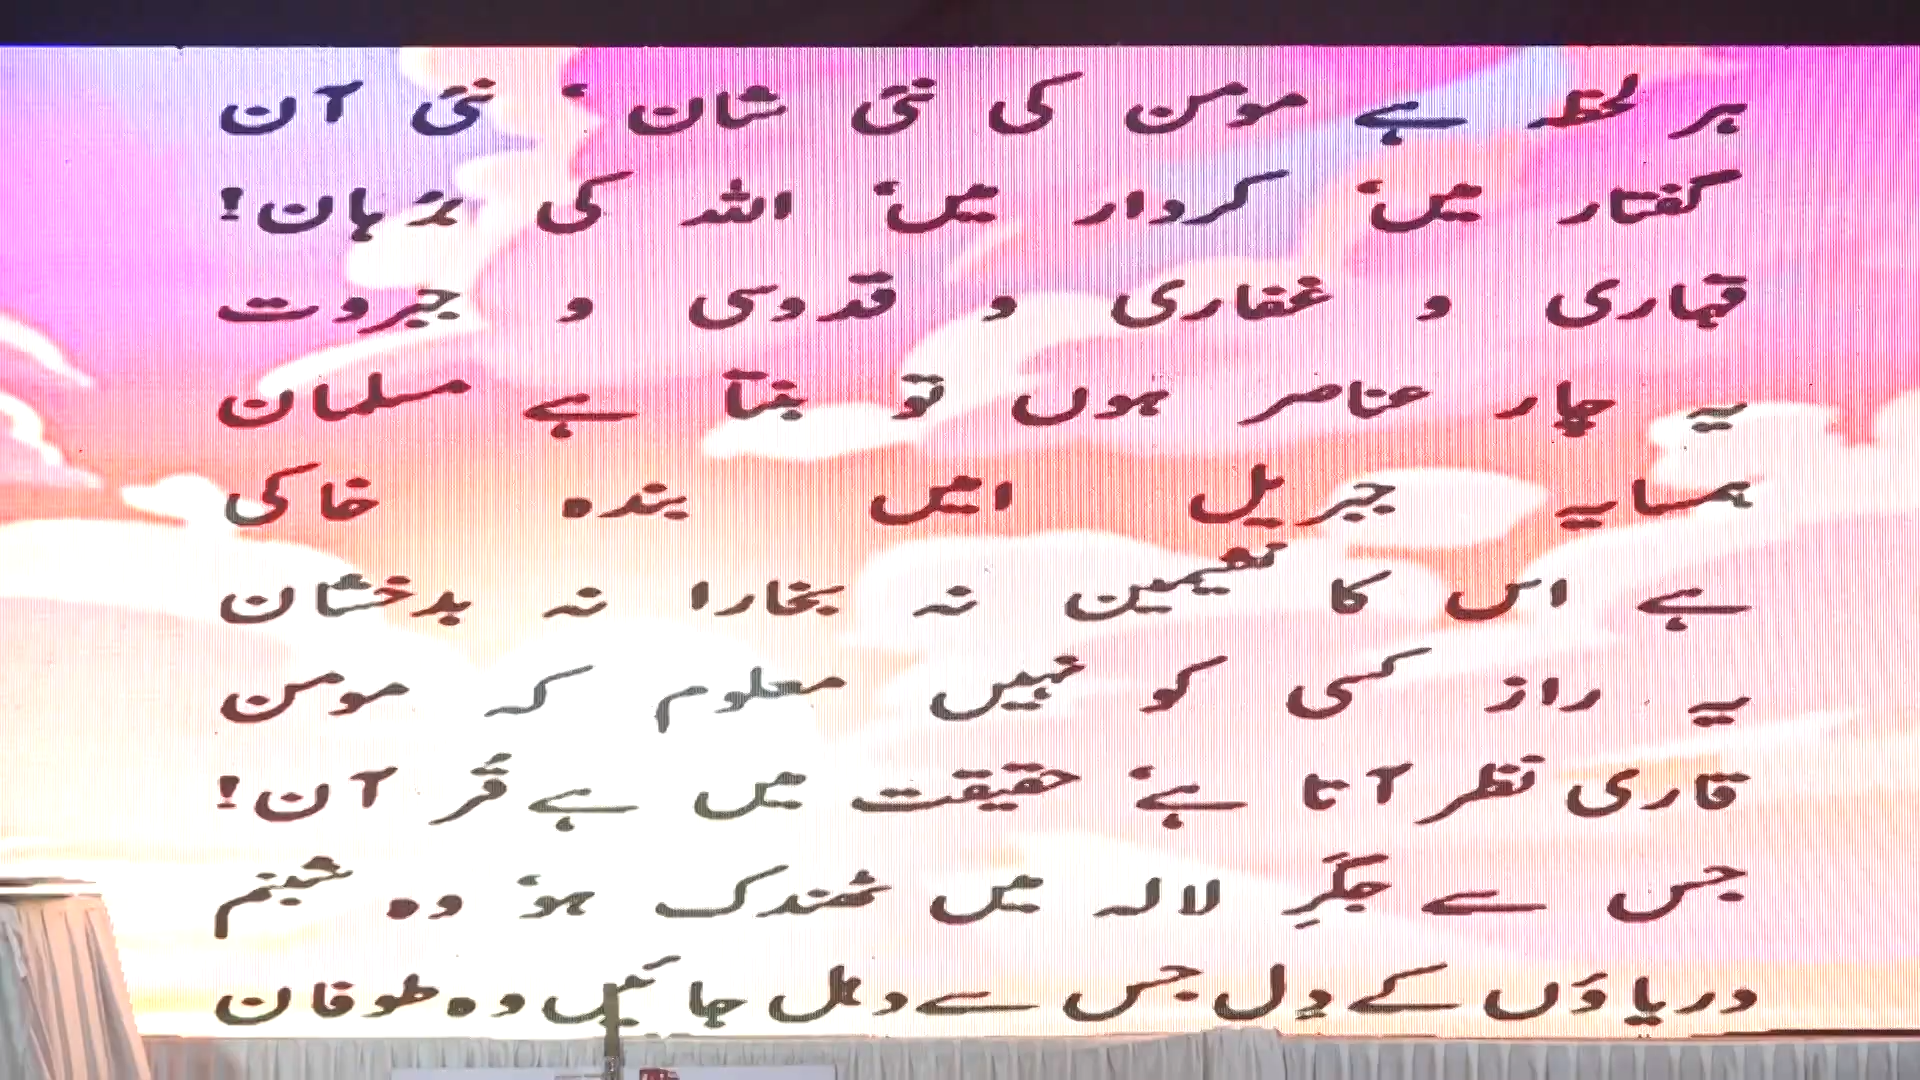 ہر لحظہ ہے مومن کی نئی شان، نئی آن
گفتار میں، کردار میں، اللہ کی برہان!
قہاری و غفاری و قدوسی و جبروت
یہ چار عناصر ہوں تو بنتا ہے مسلمان
ہمسایہ جبریل امیں بندہ خاکی
ہے اس کا نشیمن نہ بخارا نہ بدخشان
یہ راز کسی کو نہیں معلوم کہ مومن
قاری نظر آتا ہے، حقیقت میں ہے قُرآن!
جس سے جگرِ لالہ میں ٹھنڈک ہو، وہ شبنم
دریاؤں کے دِل جس سے دہل جائیں وہ طوفان